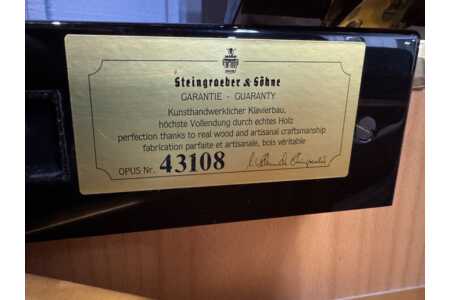 Steingraeber & Söhne
GARANTIE - GUARANTY
Kunsthandwerklicher Klavierbau,
höchste Vollendung durch echtes Holz
perfection thanks to real wood and artisanal craftsmanship
fabrication parfaite et artisanale, bois véritable
OPUS Nr. 43108